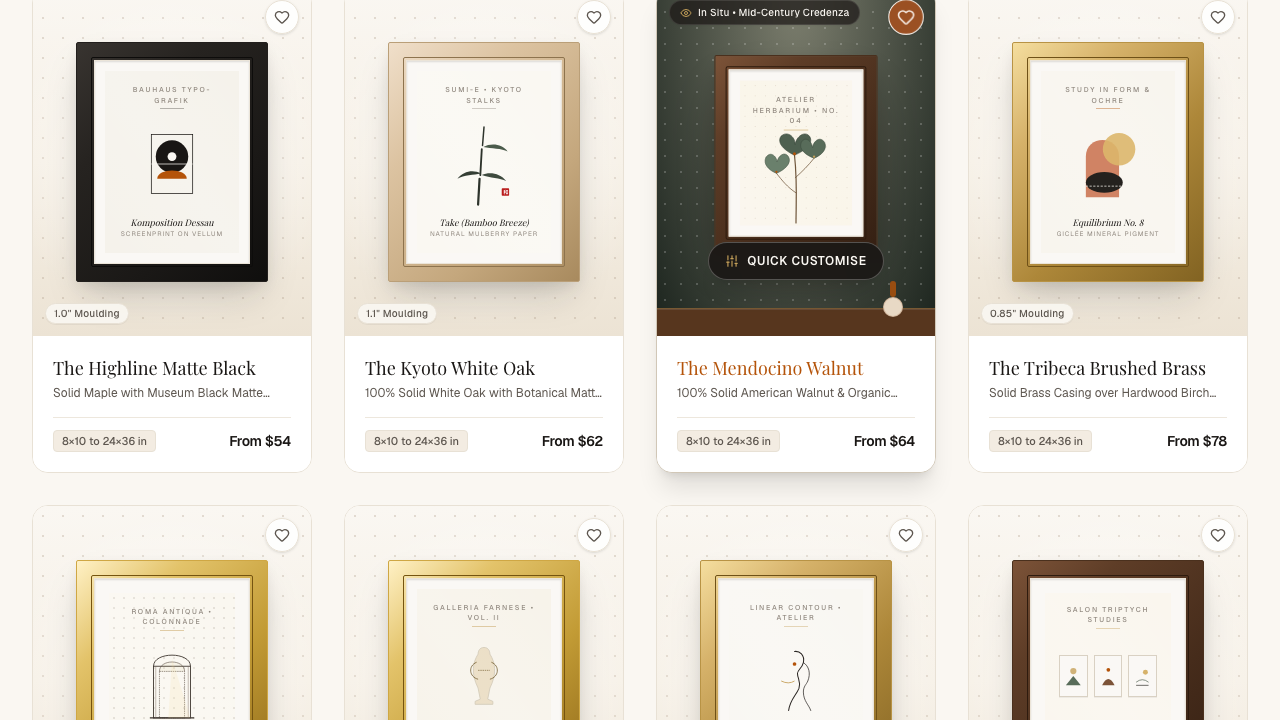 BAUHAUS TYPO-
GRAFIK
Komposition Dessau
SCREENPRINT ON VELLUM
1.0" Moulding
The Highline Matte Black
Solid Maple with Museum Black Matte…
8×10 to 24×36 in
From $54
SUMI-E • KYOTO
STALKS
Take (Bamboo Breeze)
NATURAL MULBERRY PAPER
The Kyoto White Oak
1.1" Moulding
100% Solid White Oak with Botanical Matt…
8×10 to 24×36 in
From $62
In Situ • Mid-Century Credenza
ATELIER
HERBARIUM • NO.
04
QUICK CUSTOMISE
The Mendocino Walnut
100% Solid American Walnut & Organic…
8×10 to 24×36 in
From $64
STUDY IN FORM &
OCHRE
Equilibrium No. 8
GICLÉE MINERAL PIGMENT
0.85" Moulding
The Tribeca Brushed Brass
Solid Brass Casing over Hardwood Birch…
8×10 to 24×36 in
From $78
ROMA ANTIQUA •
COLONNADE
GALLERIA FARNESE •
VOL. II
LINEAR CONTOUR •
ATELIER
SALON TRIPTYCH
STUDIES